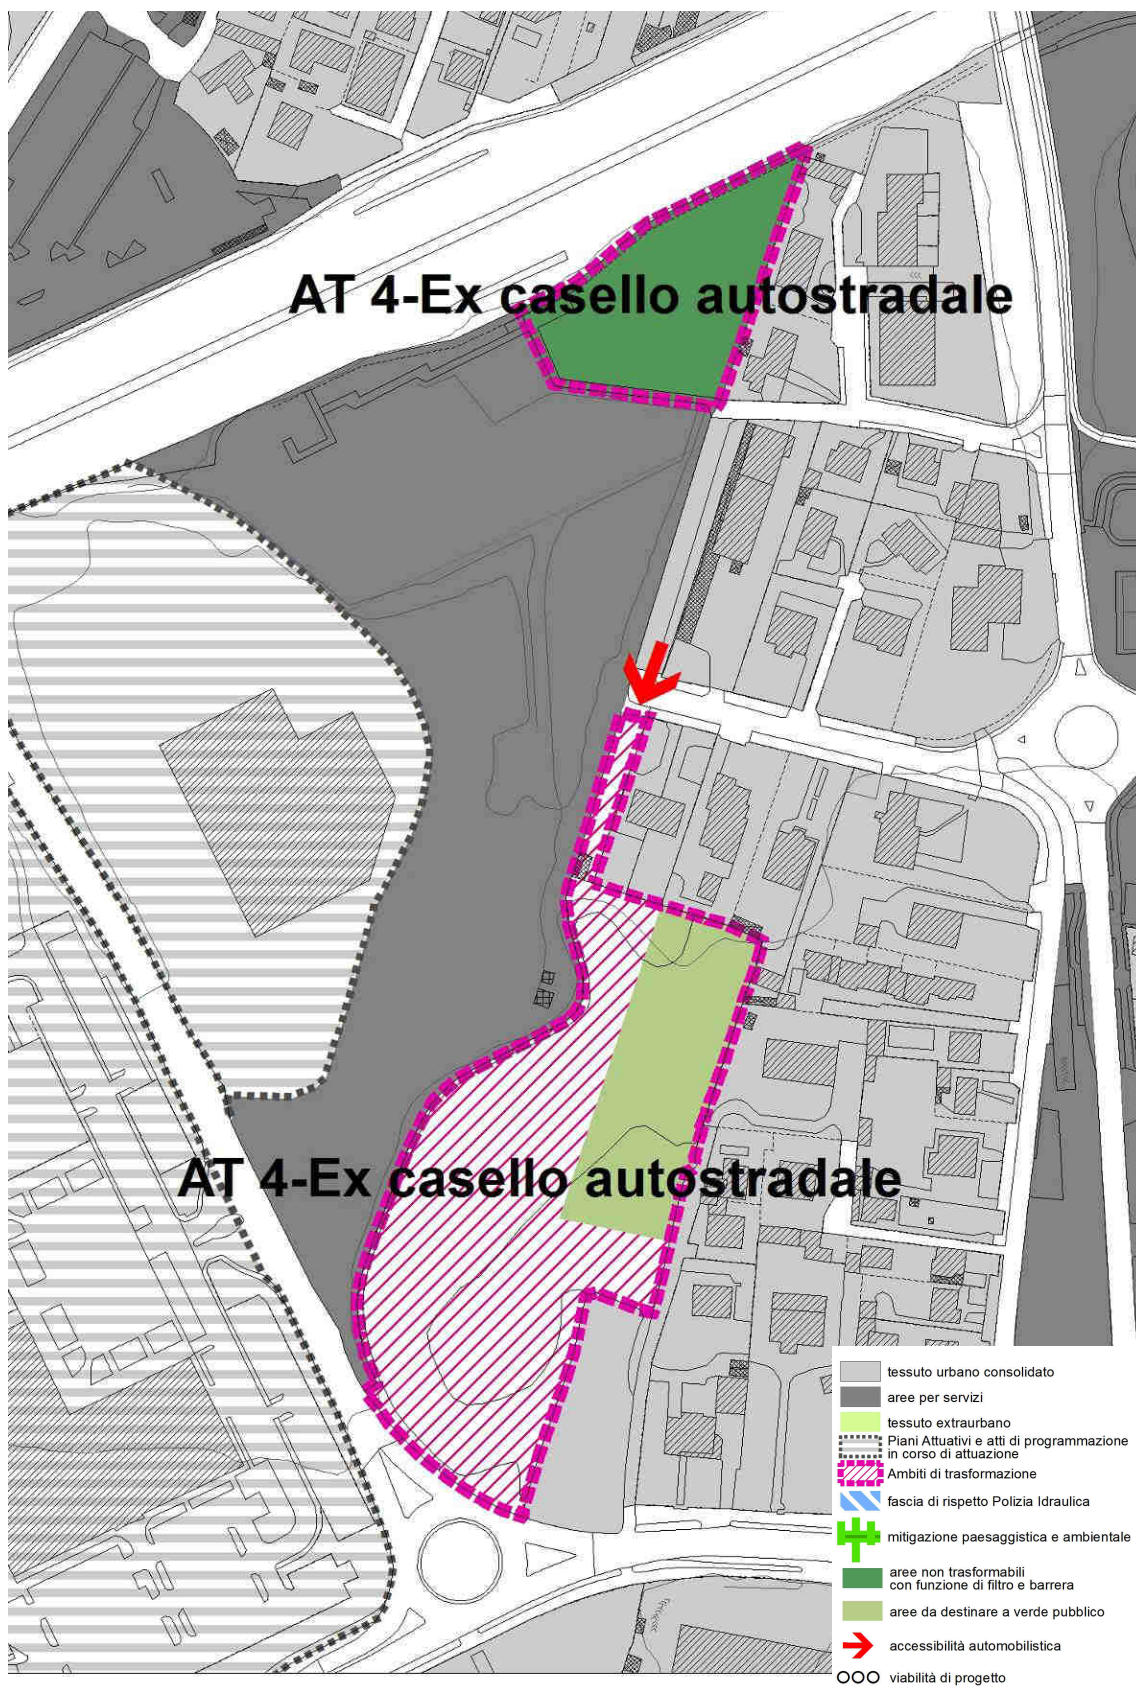 AT 4-Ex casello autostradale
AT 4-Ex casello autostradale
tessuto urbano consolidato
aree per servizi
tessuto extraurbano
Piani Attuativi e atti di programmazione
in corso di attuazione
Ambiti di trasformazione
fascia di rispetto Polizia Idraulica
mitigazione paesaggistica e ambientale
aree non trasformabili
con funzione di filtro e barrera
aree da destinare a verde pubblico
accessibilità automobilistica
viabilità di progetto